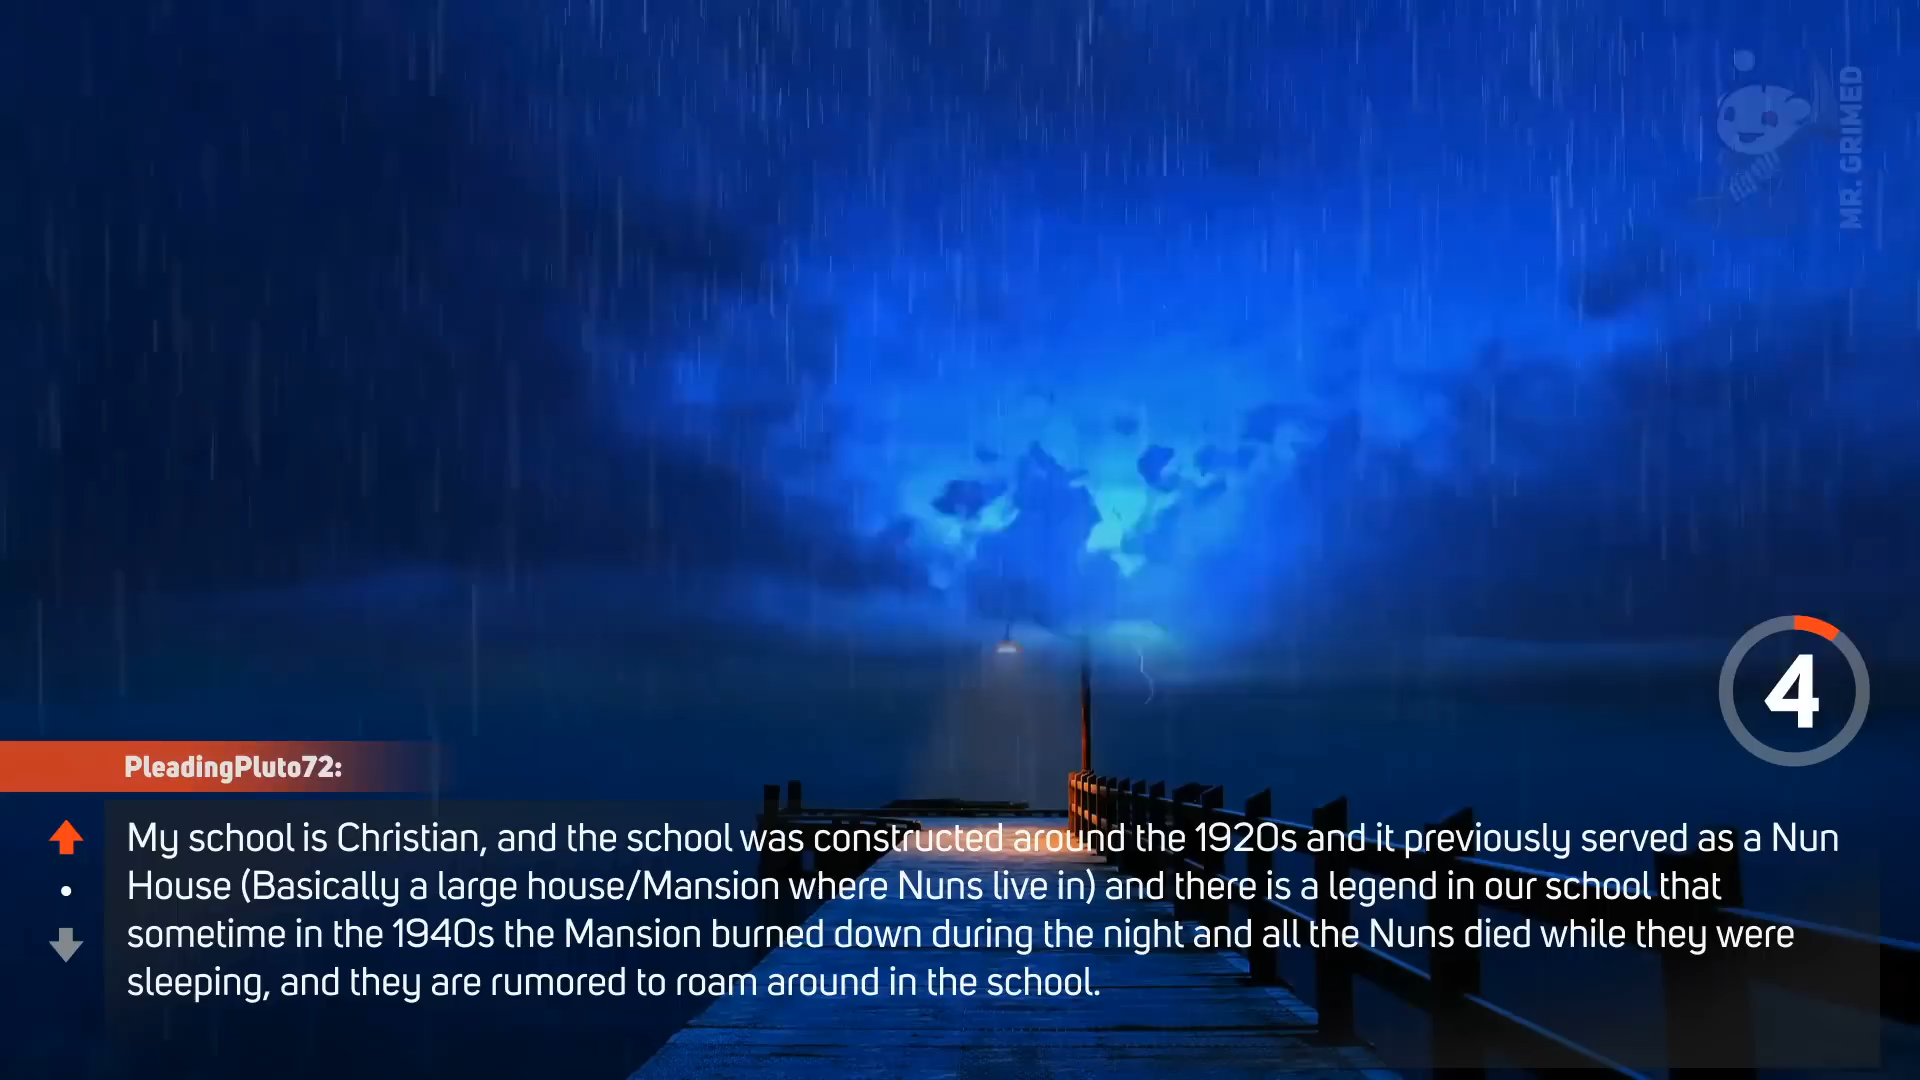 MR. GRIMED
4
PleadingPluto72:
My school is Christian, and the school was constructed around the 1920s and it previously served as a Nun
House (Basically a large house/Mansion where Nuns live in) and there is a legend in our school that
sometime in the 1940s the Mansion burned down during the night and all the Nuns died while they were
sleeping, and they are rumored to roam around in the school.